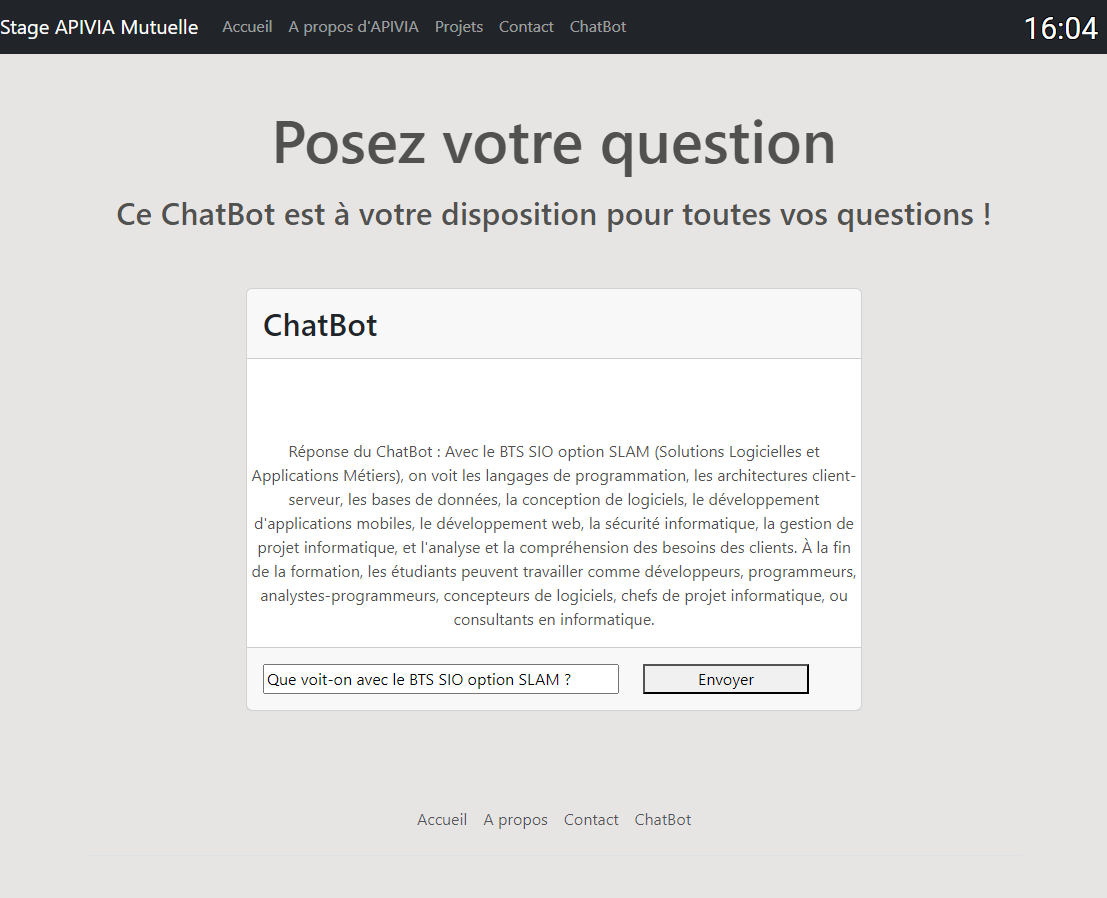 Stage APIVIA Mutuelle Accueil A propos d'APIVIA Projets Contact ChatBot 16:04
Posez votre question
Ce ChatBot est à votre disposition pour toutes vos questions !
ChatBot
Réponse du ChatBot : Avec le BTS SIO option SLAM (Solutions Logicielles et
Applications Métiers), on voit les langages de programmation, les architectures client-
serveur, les bases de données, la conception de logiciels, le développement
d'applications mobiles, le développement web, la sécurité informatique, la gestion de
projet informatique, et l'analyse et la compréhension des besoins des clients. À la fin
de la formation, les étudiants peuvent travailler comme développeurs, programmeurs,
analystes-programmeurs, concepteurs de logiciels, chefs de projet informatique, ou
consultants en informatique.
Que voit-on avec le BTS SIO option SLAM ? Envoyer
Accueil A propos Contact ChatBot